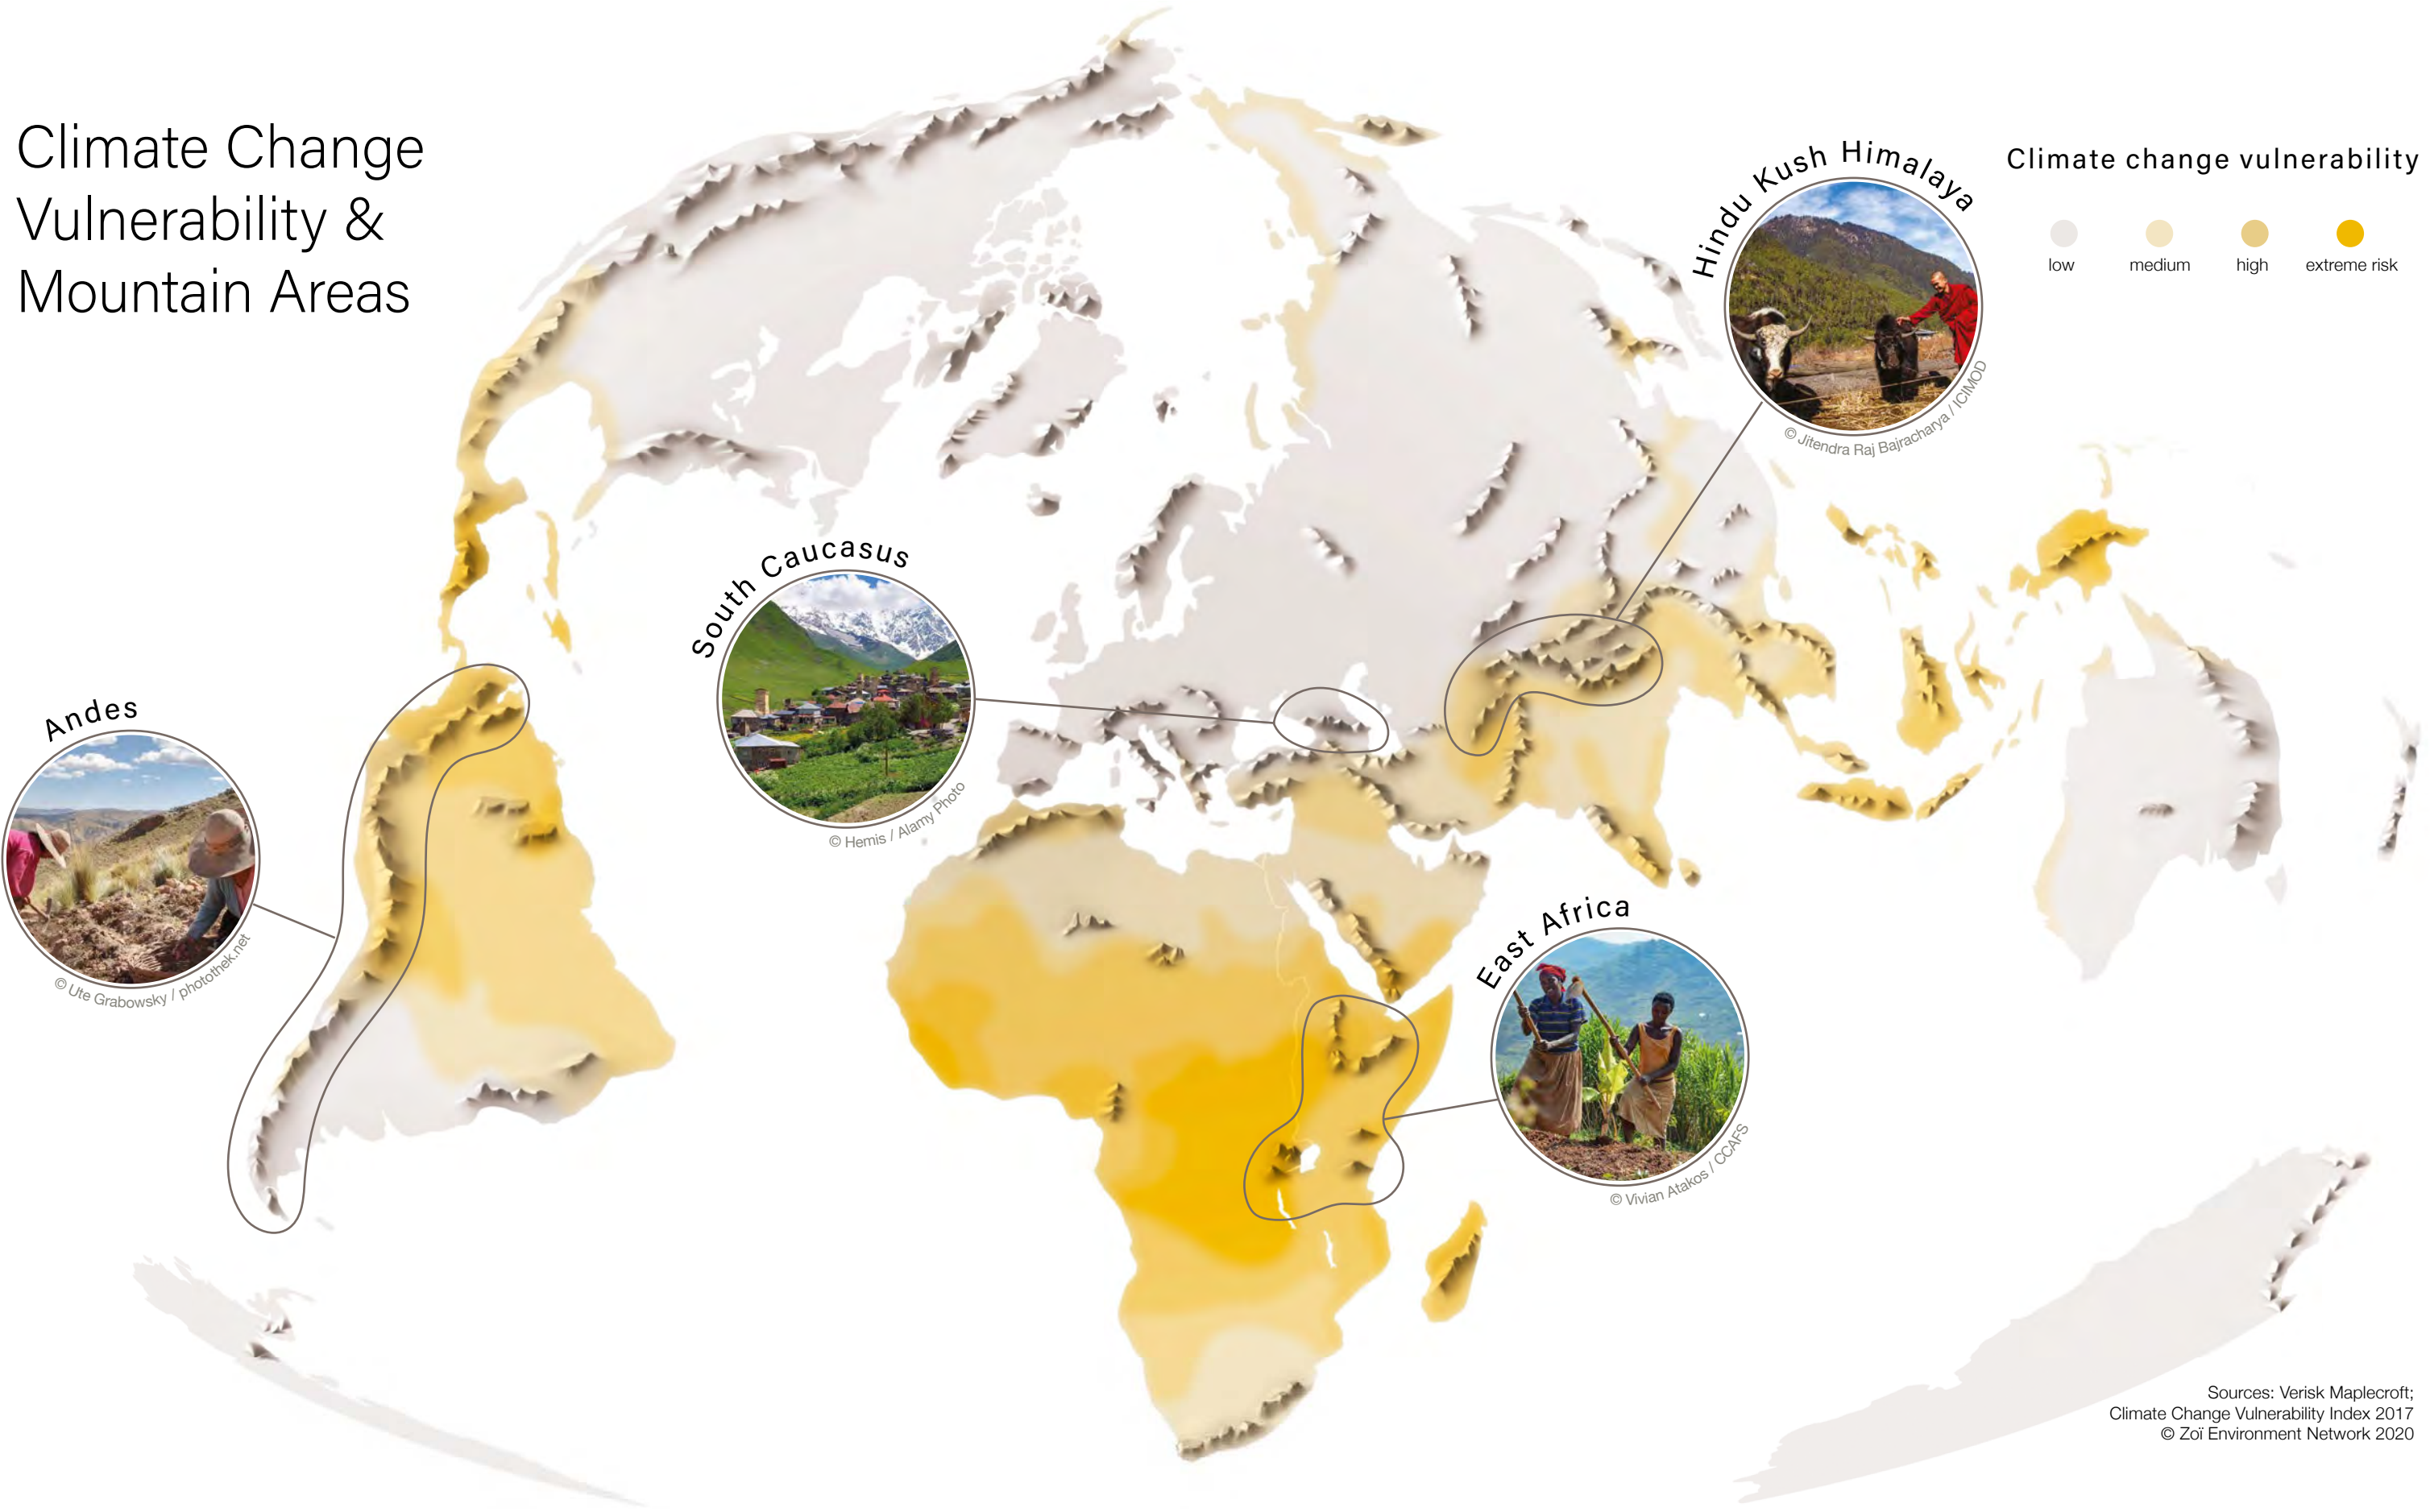 Climate Change
Vulnerability &
Mountain Areas
Hindu Kush Himalaya
© Jitendra Raj Bajracharya / ICIMOD
Climate change vulnerability
low
medium
high
extreme risk
South Caucasus
© Hemis / Alamy Photo
Andes
© Ute Grabowsky / photothek.net
East Africa
© Vivian Atakos / CCAFS
Sources: Verisk Maplecroft;
Climate Change Vulnerability Index 2017
© Zoï Environment Network 2020